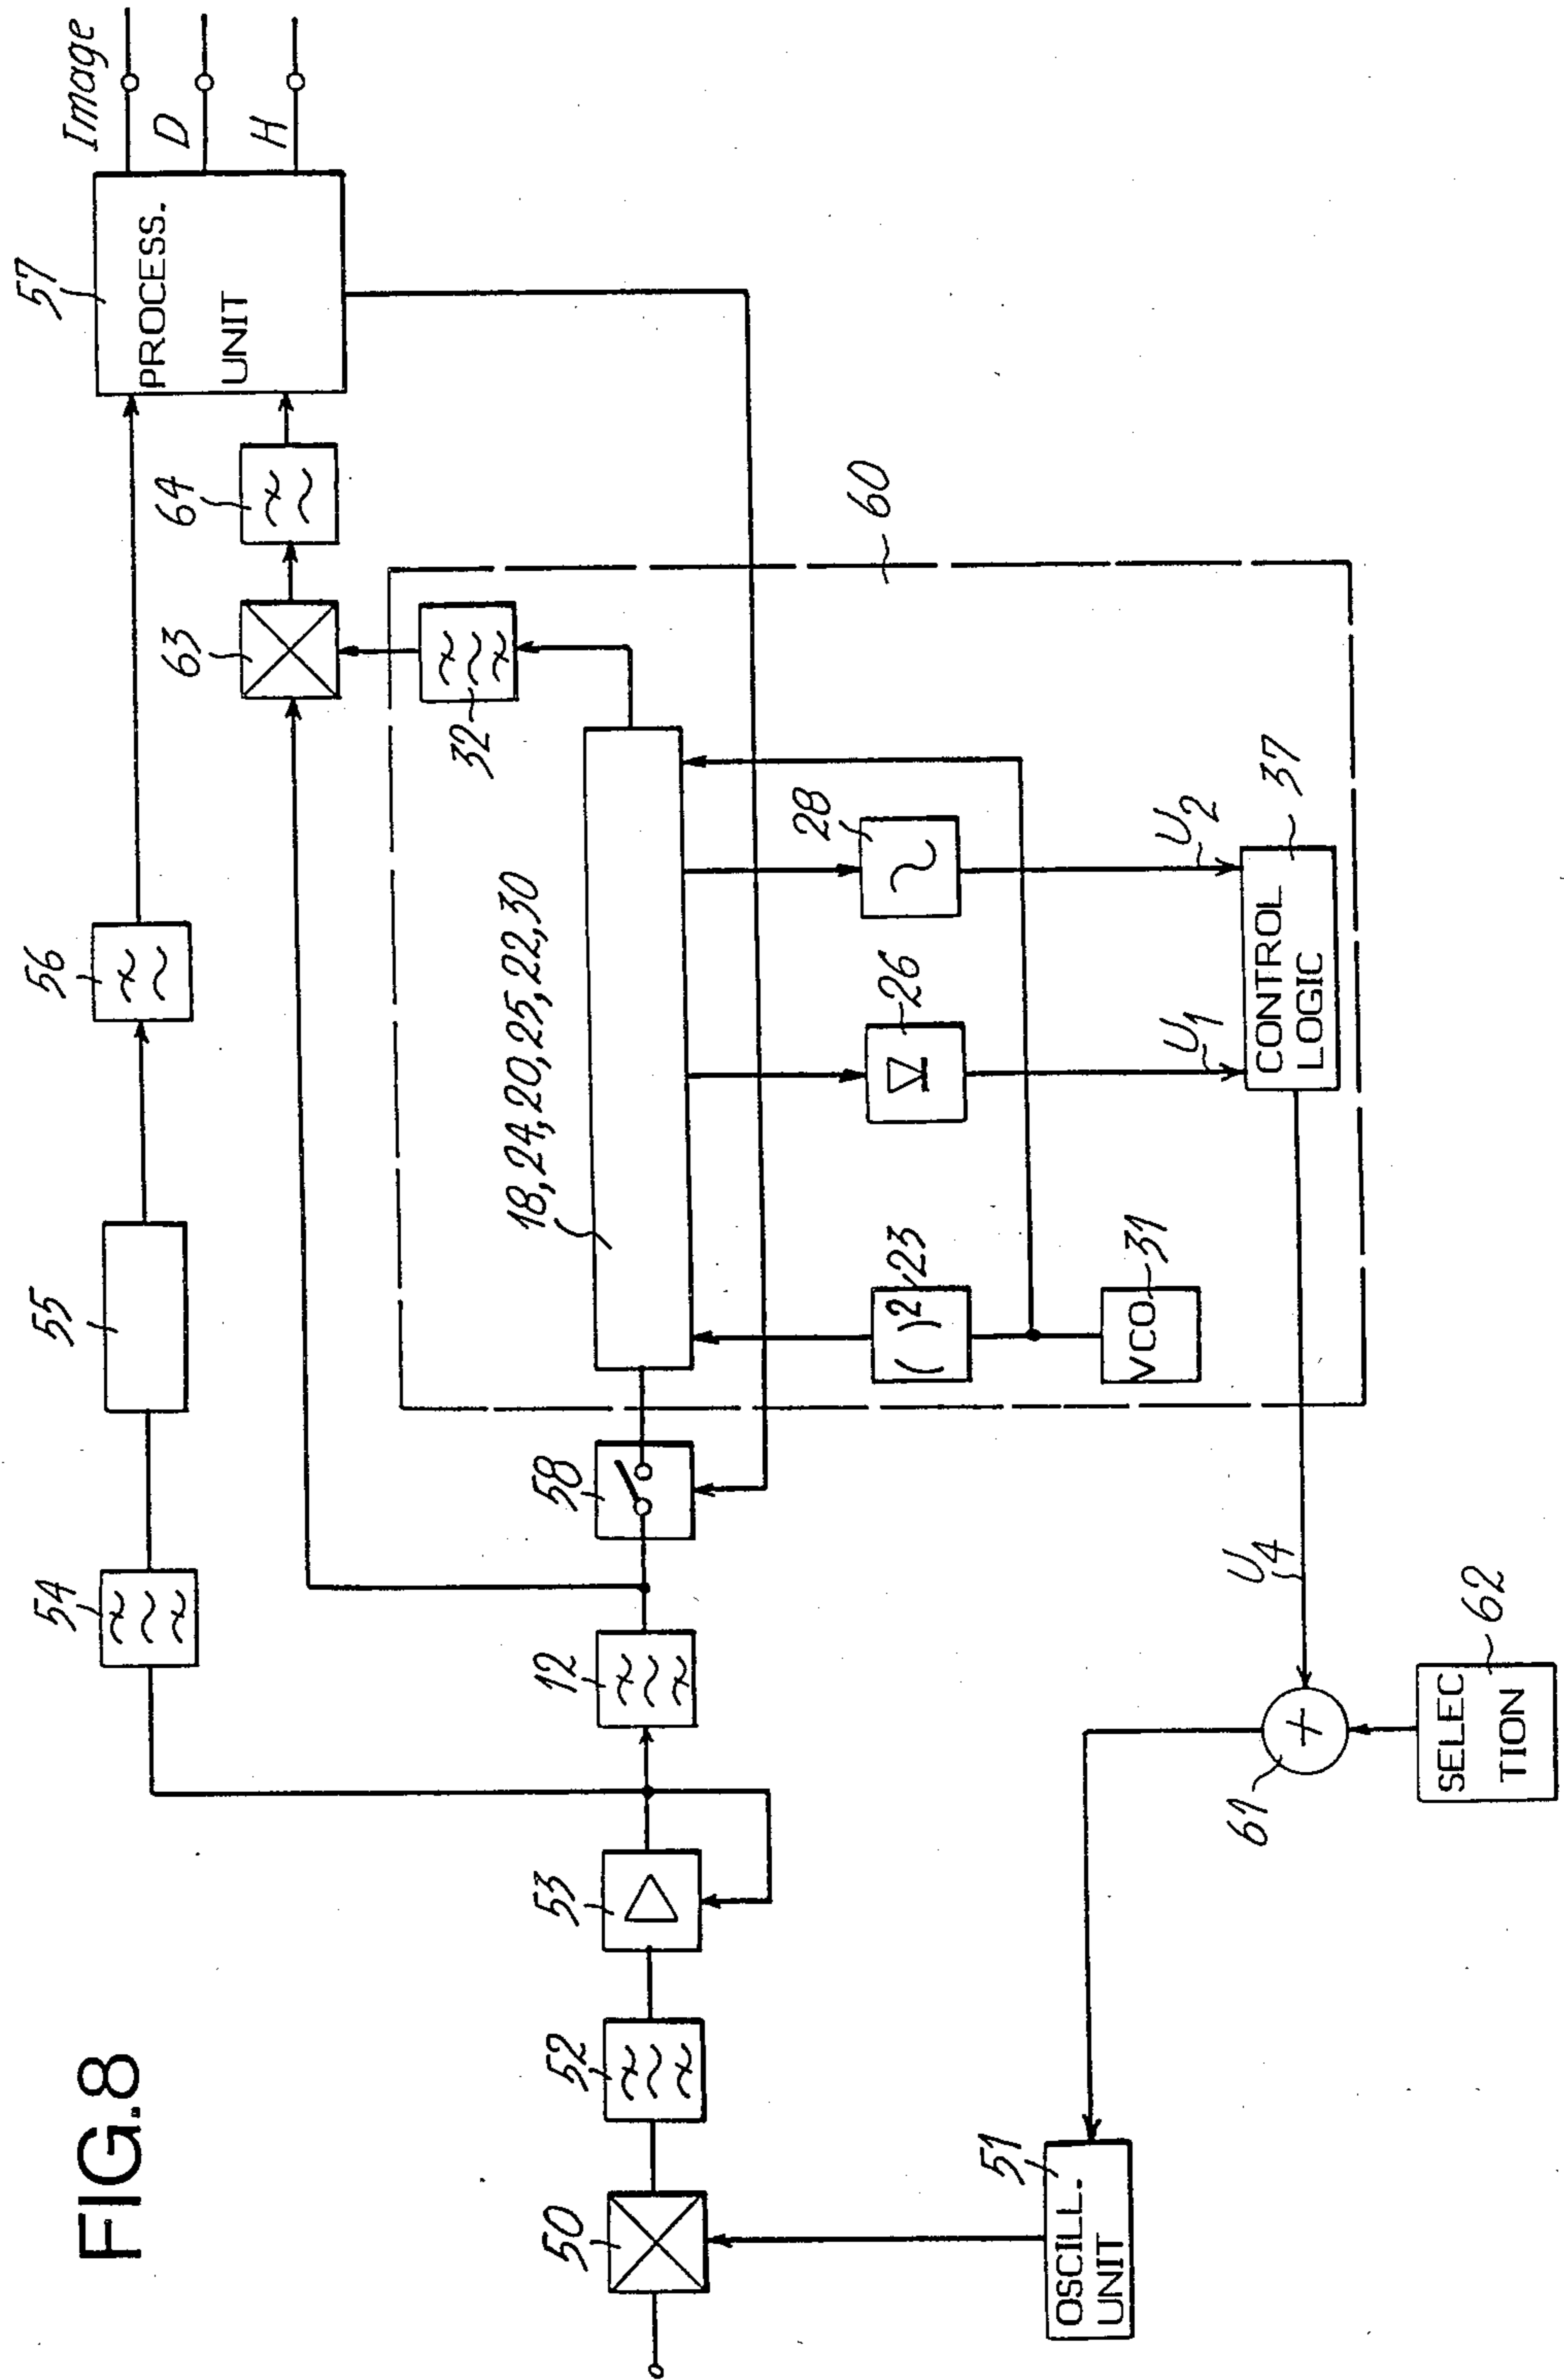 FIG.8
50
51
OSCILL.
UNIT
52
53
54
55
56
57
PROCESS.
UNIT
Image
D
H
12
58
63
64
60
32
18,24,20,25,22,30
( )²
23
VCO
31
26
28
U1
U2
CONTROL
LOGIC
37
U4
61
+
SELEC
TION
62